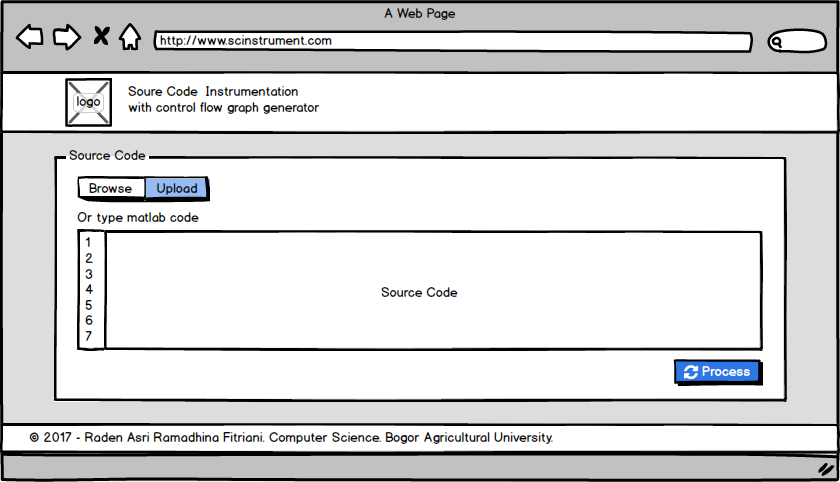 A Web Page
http://www.scinstrument.com
logo
Soure Code Instrumentation
with control flow graph generator
Source Code
Browse Upload
Or type matlab code
1
2
3
4
5
6
7
Source Code
Process
© 2017 - Raden Asri Ramadhina Fitriani. Computer Science. Bogor Agricultural University.